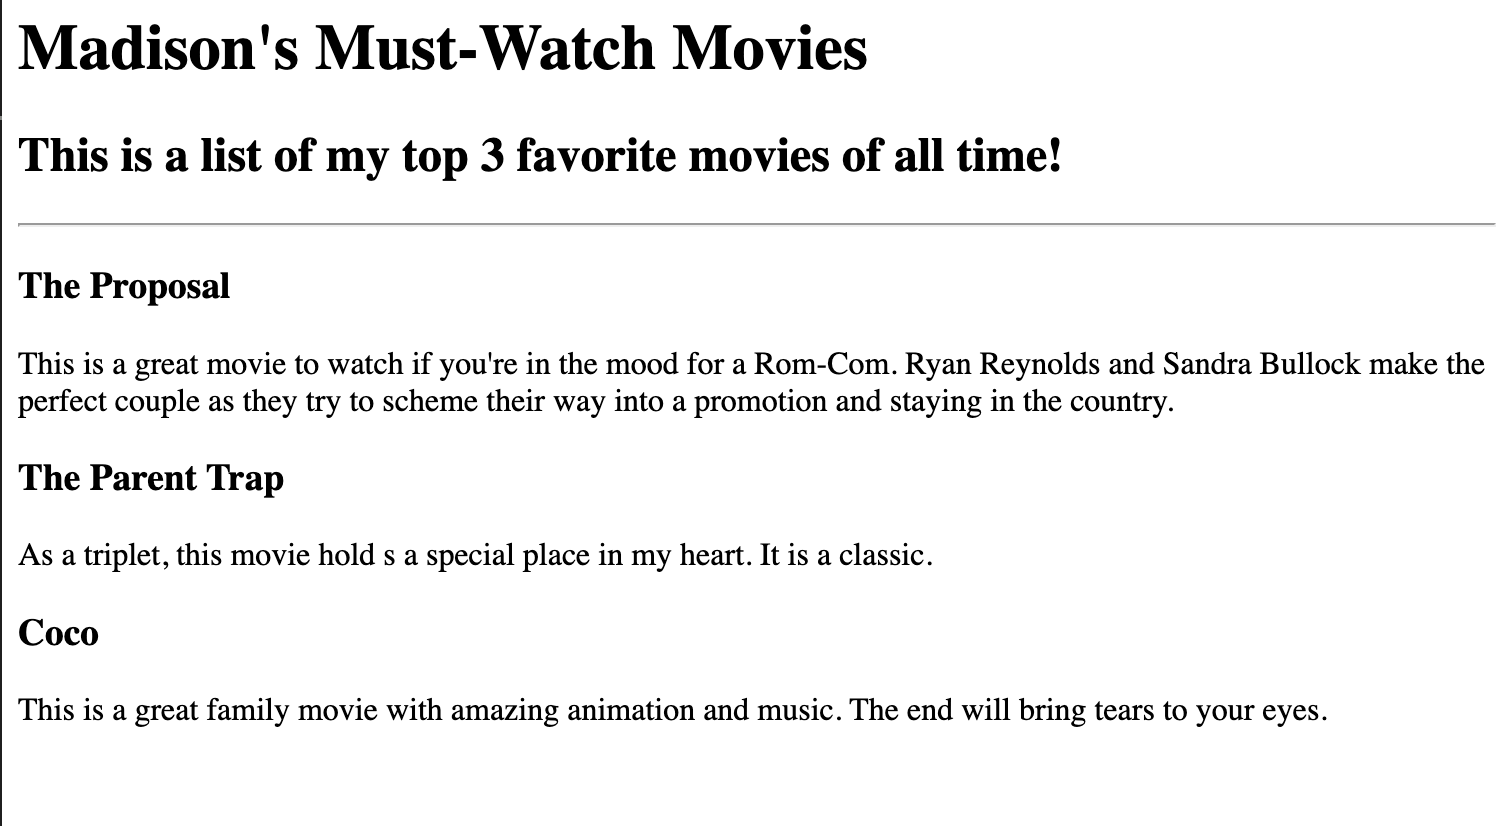 Madison's Must-Watch Movies
This is a list of my top 3 favorite movies of all time!
The Proposal
This is a great movie to watch if you're in the mood for a Rom-Com. Ryan Reynolds and Sandra Bullock make the
perfect couple as they try to scheme their way into a promotion and staying in the country.
The Parent Trap
As a triplet, this movie hold s a special place in my heart. It is a classic.
Coco
This is a great family movie with amazing animation and music. The end will bring tears to your eyes.